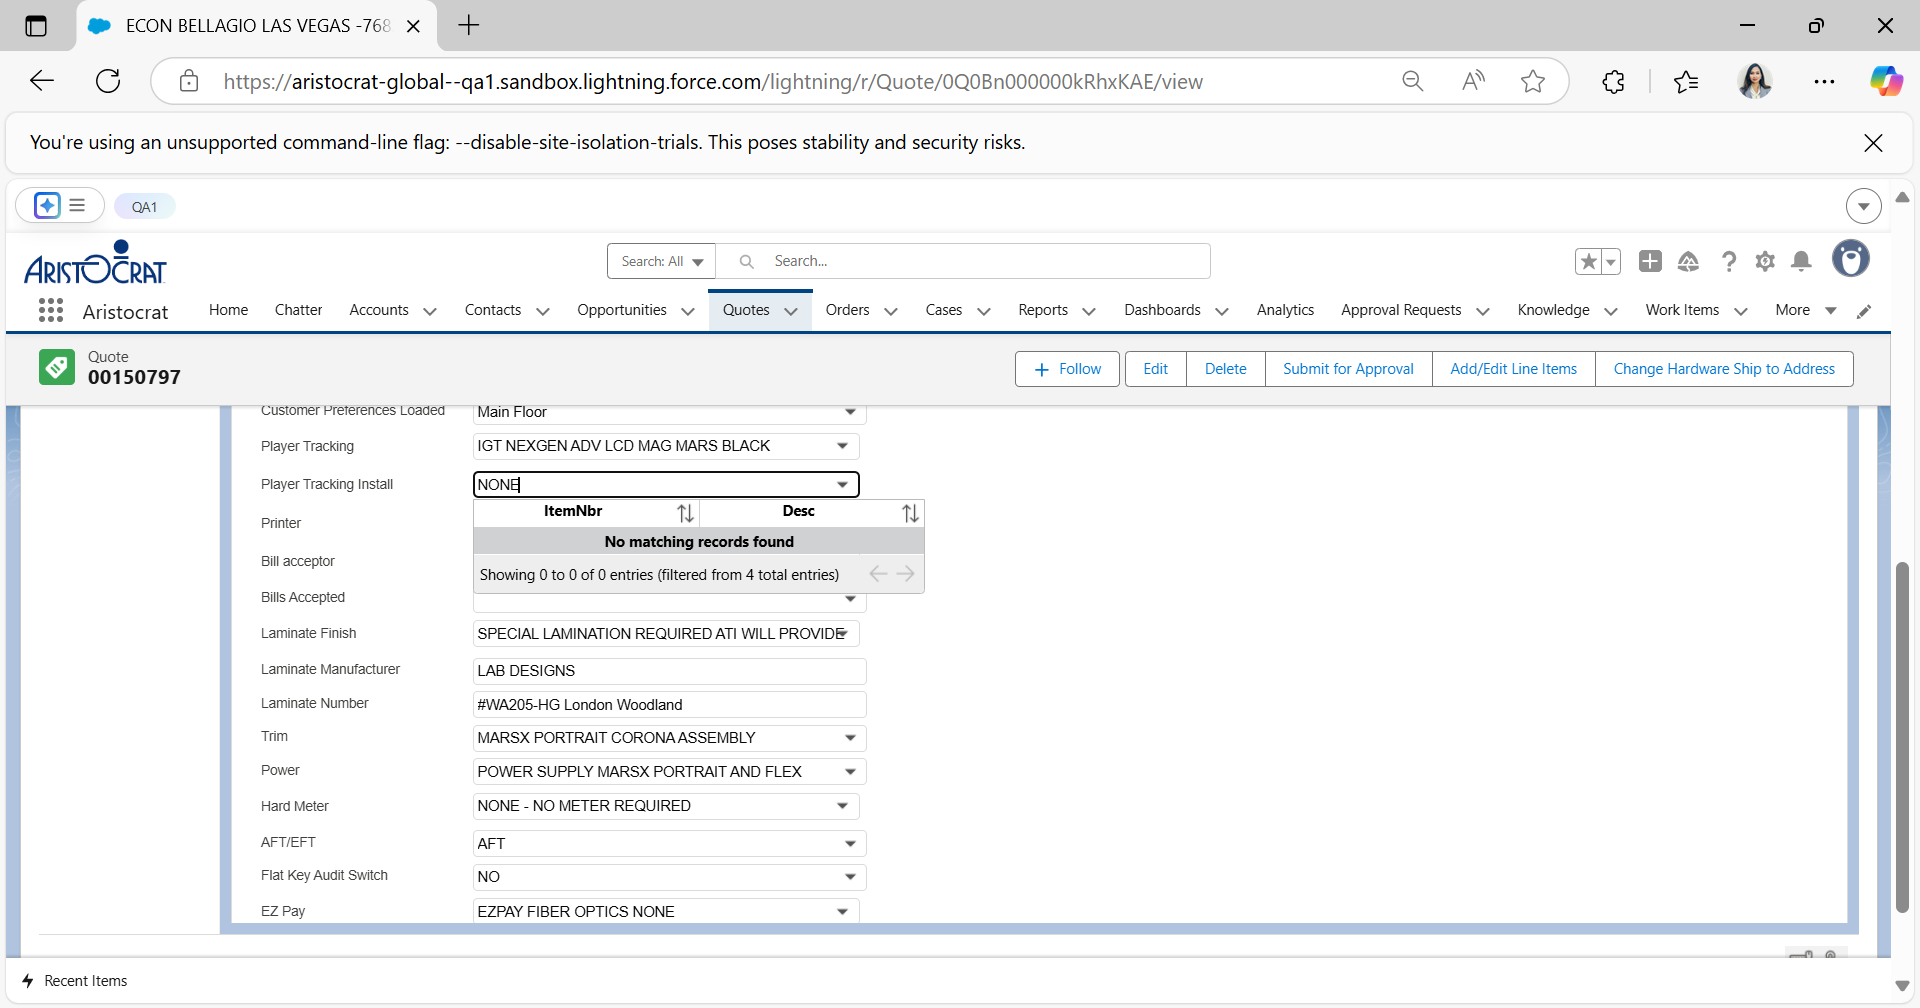 ECON BELLAGIO LAS VEGAS -768
https://aristocrat-global--qa1.sandbox.lightning.force.com/lightning/r/Quote/0Q0Bn000000kRhxKAE/view
You're using an unsupported command-line flag: --disable-site-isolation-trials. This poses stability and security risks.
QA1
ARISTOCRAT
Search: All
Search...
Aristocrat
Home
Chatter
Accounts
Contacts
Opportunities
Quotes
Orders
Cases
Reports
Dashboards
Analytics
Approval Requests
Knowledge
Work Items
More
Quote
00150797
Follow
Edit
Delete
Submit for Approval
Add/Edit Line Items
Change Hardware Ship to Address
Customer Preferences Loaded
Main Floor
Player Tracking
IGT NEXGEN ADV LCD MAG MARS BLACK
Player Tracking Install
NONE
ItemNbr
Desc
Printer
No matching records found
Bill acceptor
Showing 0 to 0 of 0 entries (filtered from 4 total entries)
Bills Accepted
Laminate Finish
SPECIAL LAMINATION REQUIRED ATI WILL PROVIDE
Laminate Manufacturer
LAB DESIGNS
Laminate Number
#WA205-HG London Woodland
Trim
MARSX PORTRAIT CORONA ASSEMBLY
Power
POWER SUPPLY MARSX PORTRAIT AND FLEX
Hard Meter
NONE - NO METER REQUIRED
AFT/EFT
AFT
Flat Key Audit Switch
NO
EZ Pay
EZPAY FIBER OPTICS NONE
Recent Items